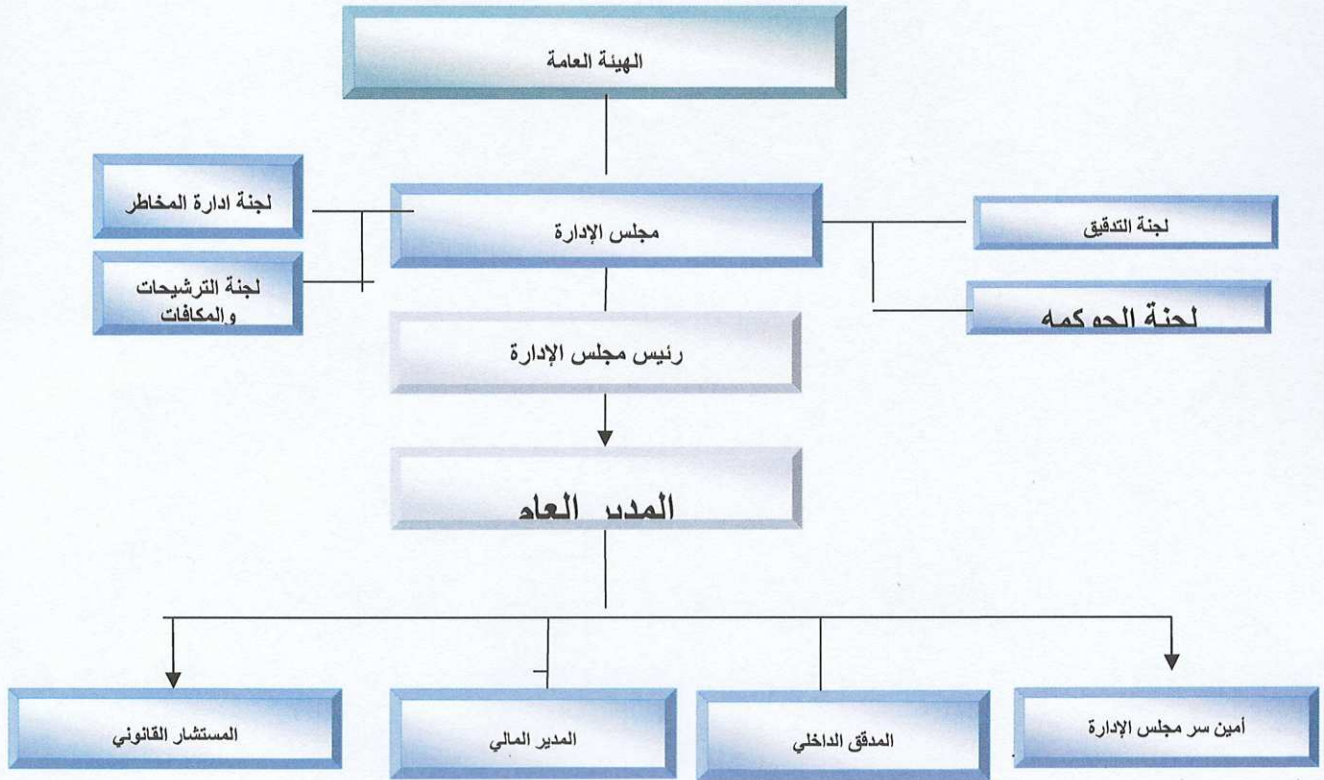 الهيئة العامة
مجلس الإدارة
لجنة التدقيق
لجنة الحوكمه
لجنة ادارة المخاطر
لجنة الترشيحات
والمكافات
رئيس مجلس الإدارة
المدير العام
أمين سر مجلس الإدارة
المدقق الداخلي
المدير المالي
المستشار القانوني